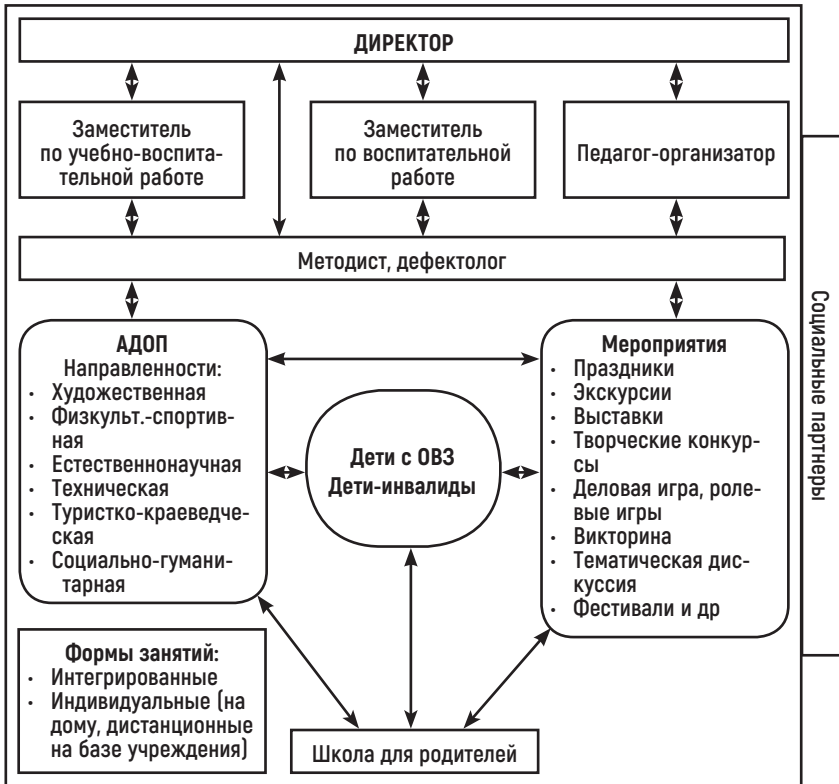 ДИРЕКТОР
Заместитель
по учебно-воспита-
тельной работе
Заместитель
по воспитательной
работе
Педагог-организатор
Методист, дефектолог
АДОП
Направленности:
· Художественная
· Физкульт.-спортив-
ная
· Естественнонаучная
· Техническая
· Туристко-краеведче-
ская
· Социально-гумани-
тарная
Дети с ОВЗ
Дети-инвалиды
Мероприятия
· Праздники
· Экскурсии
· Выставки
· Творческие конкур-
сы
· Деловая игра, роле-
вые игры
· Викторина
· Тематическая дис-
куссия
· Фестивали и др
Формы занятий:
· Интегрированные
· Индивидуальные (на
дому, дистанционные
на базе учреждения)
Школа для родителей
Социальные партнеры